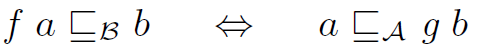 f a ⊑_ℬ b ⇔ a ⊑_𝒜 g b